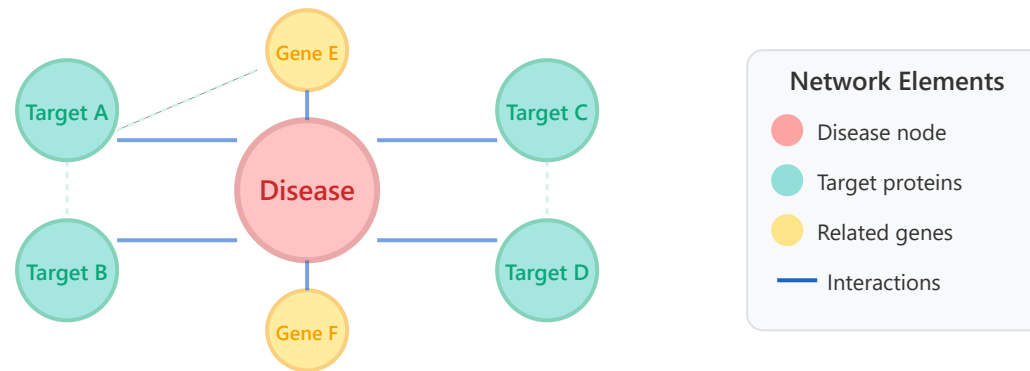 Gene E
Target A
Target C
Disease
Target B
Target D
Gene F
Network Elements
Disease node
Target proteins
Related genes
Interactions